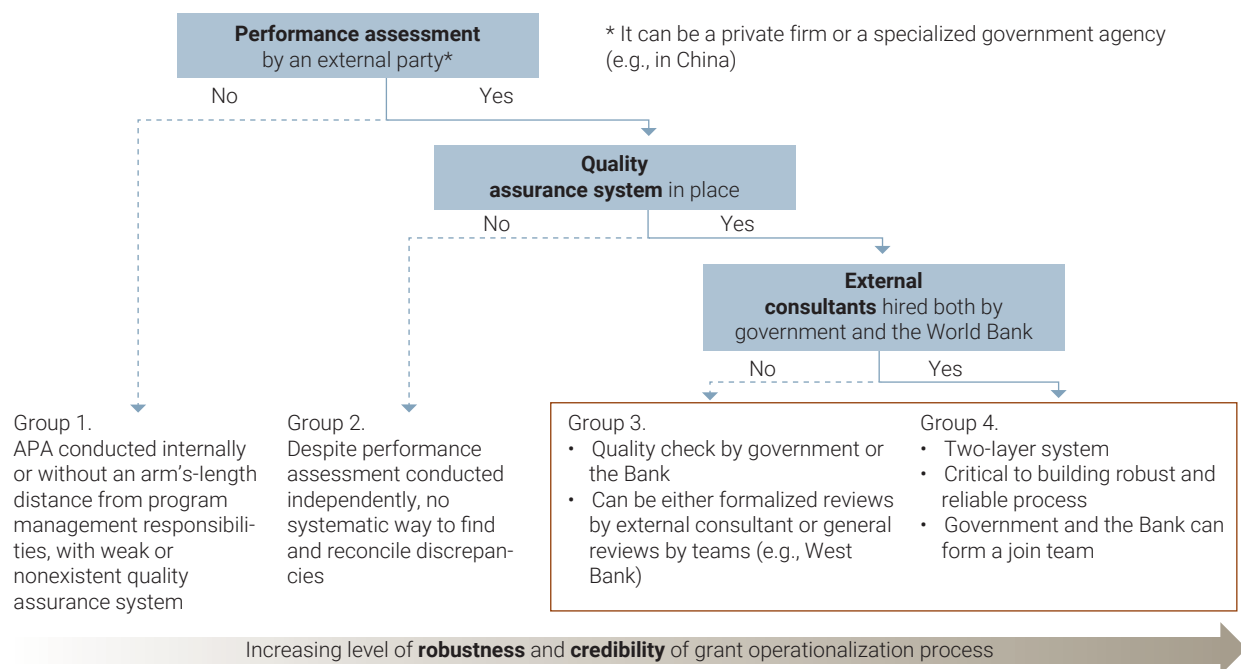 Performance assessment
by an external party*
* It can be a private firm or a specialized government agency
(e.g., in China)
No
Yes
Quality
assurance system in place
No
Yes
External
consultants hired both by
government and the World Bank
No
Yes
Group 1.
APA conducted internally
or without an arm's-length
distance from program
management responsibili-
ties, with weak or
nonexistent quality
assurance system
Group 2.
Despite performance
assessment conducted
independently, no
systematic way to find
and reconcile discrepan-
cies
Group 3.
• Quality check by government or
the Bank
• Can be either formalized reviews
by external consultant or general
reviews by teams (e.g., West
Bank)
Group 4.
• Two-layer system
• Critical to building robust and
reliable process
• Government and the Bank can
form a join team
Increasing level of robustness and credibility of grant operationalization process